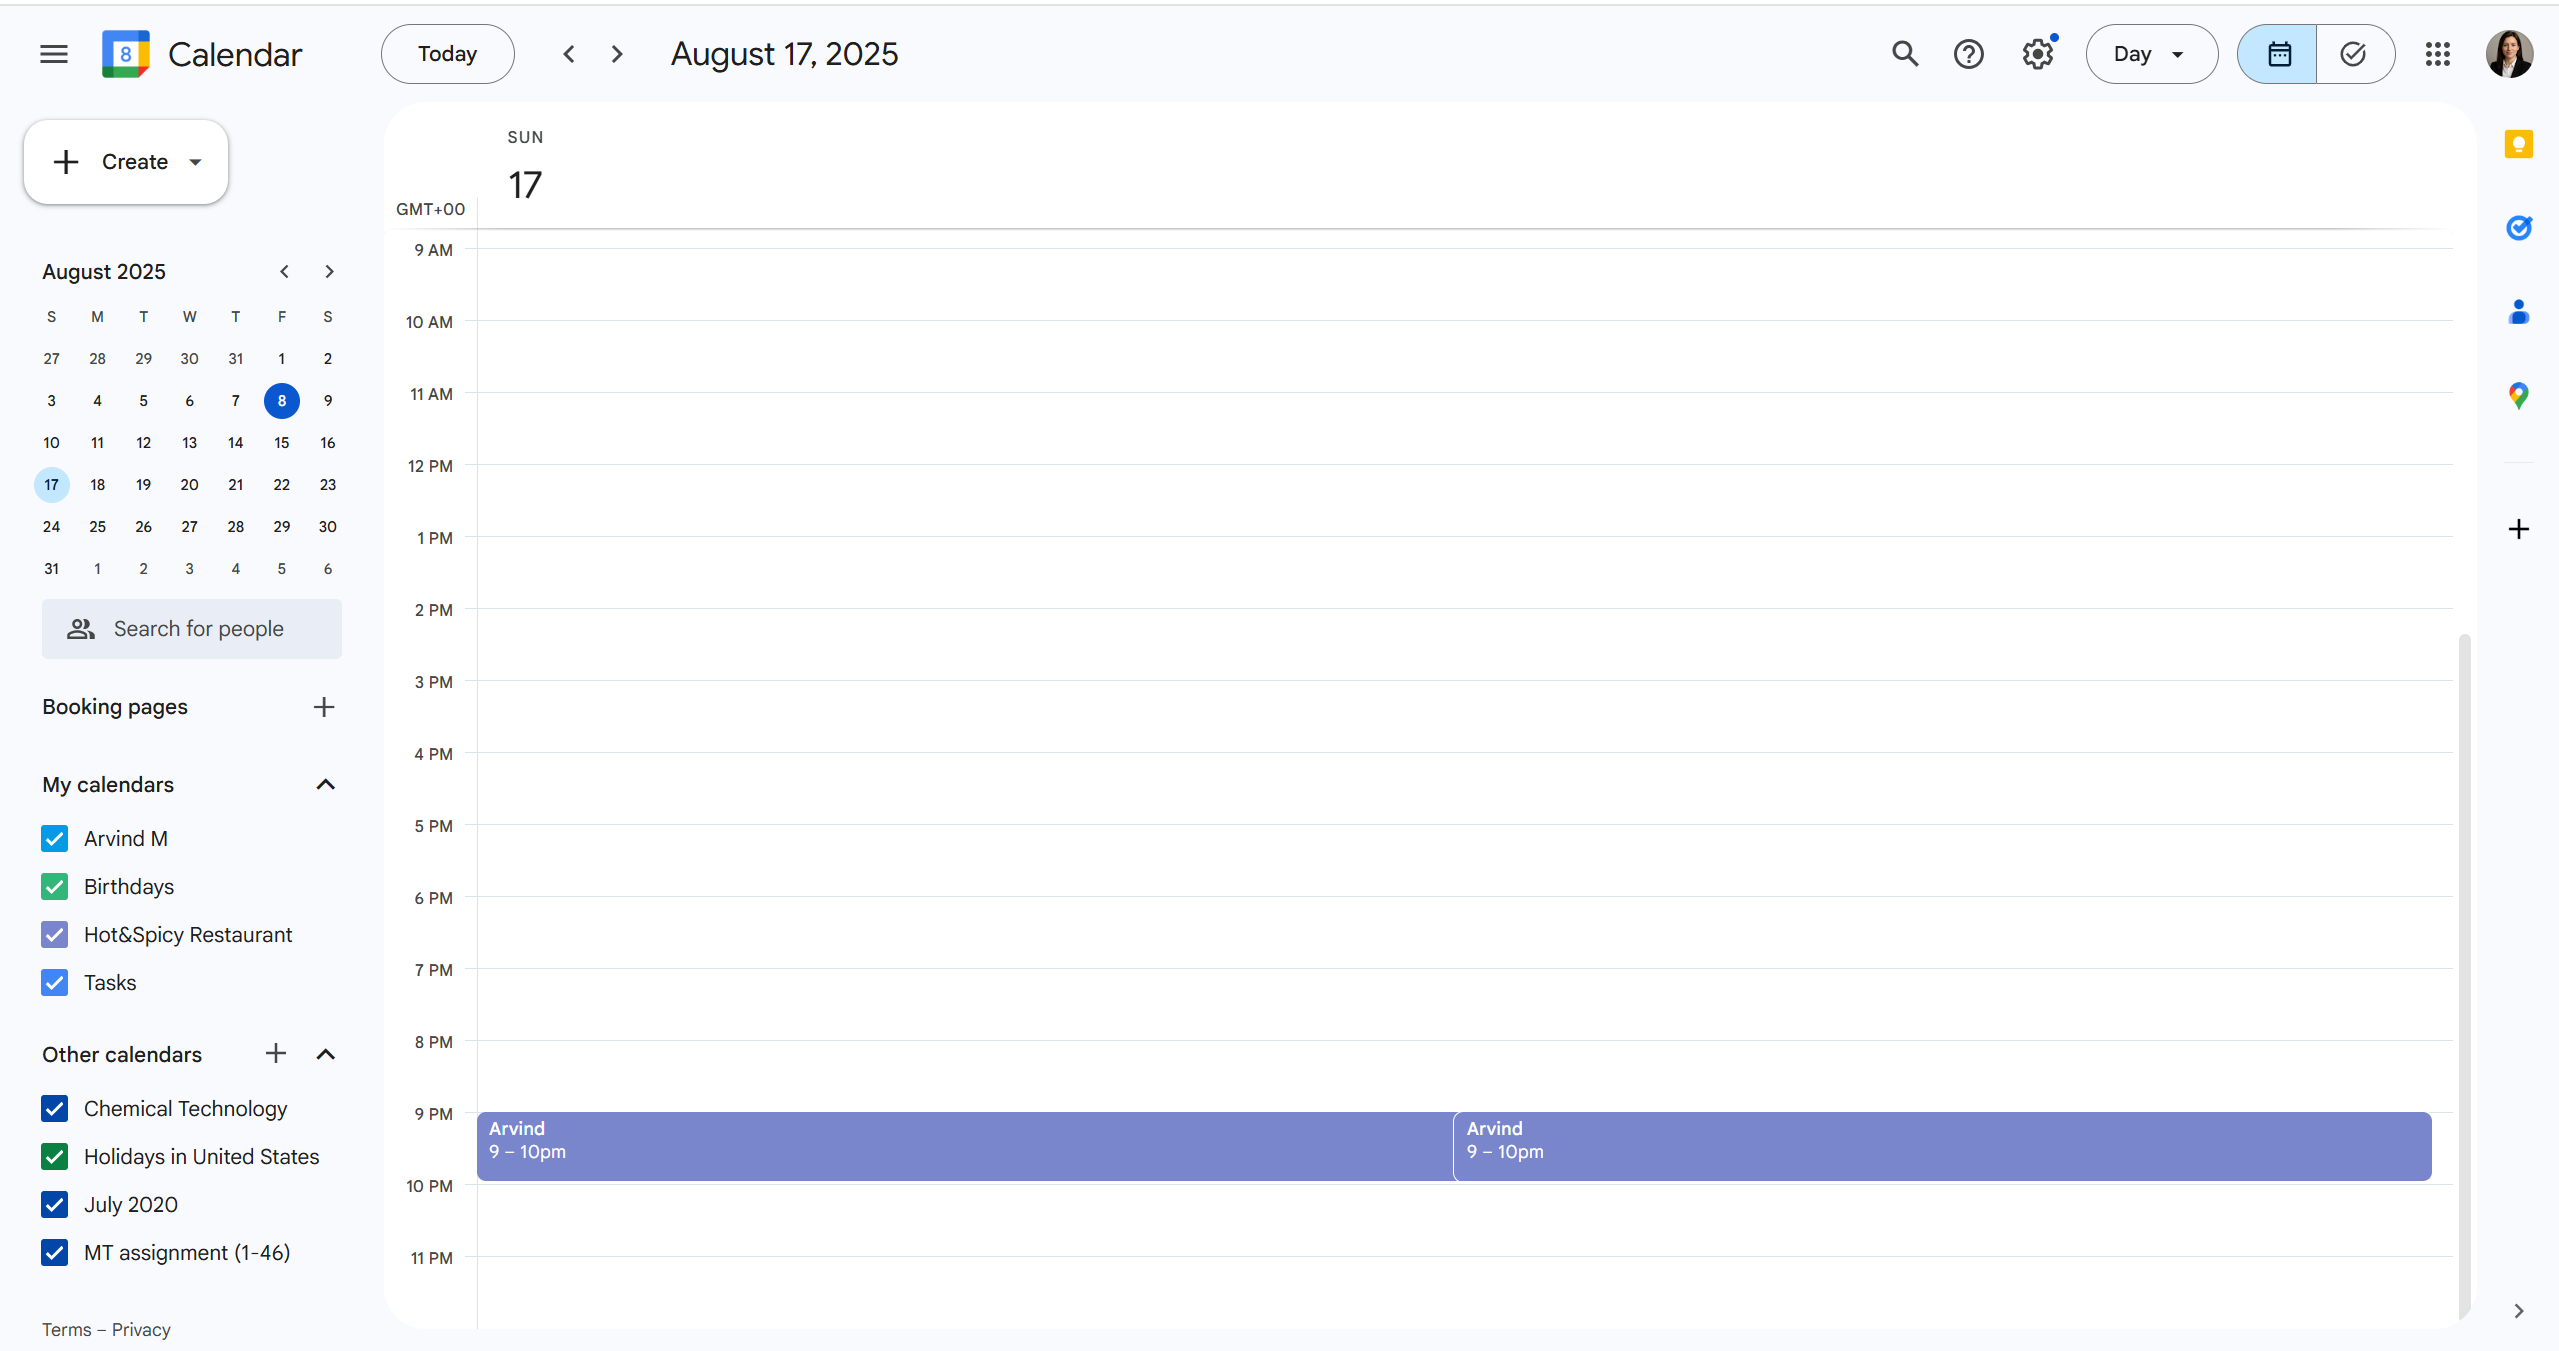 8 Calendar Today August 17, 2025 Day
Create
August 2025
S M T W T F S
27 28 29 30 31 1 2
3 4 5 6 7 8 9
10 11 12 13 14 15 16
17 18 19 20 21 22 23
24 25 26 27 28 29 30
31 1 2 3 4 5 6
Search for people
Booking pages
My calendars
Arvind M
Birthdays
Hot&Spicy Restaurant
Tasks
Other calendars
Chemical Technology
Holidays in United States
July 2020
MT assignment (1-46)
Terms – Privacy
SUN
17
GMT+00
9 AM
10 AM
11 AM
12 PM
1 PM
2 PM
3 PM
4 PM
5 PM
6 PM
7 PM
8 PM
9 PM
Arvind
9 – 10pm
Arvind
9 – 10pm
10 PM
11 PM